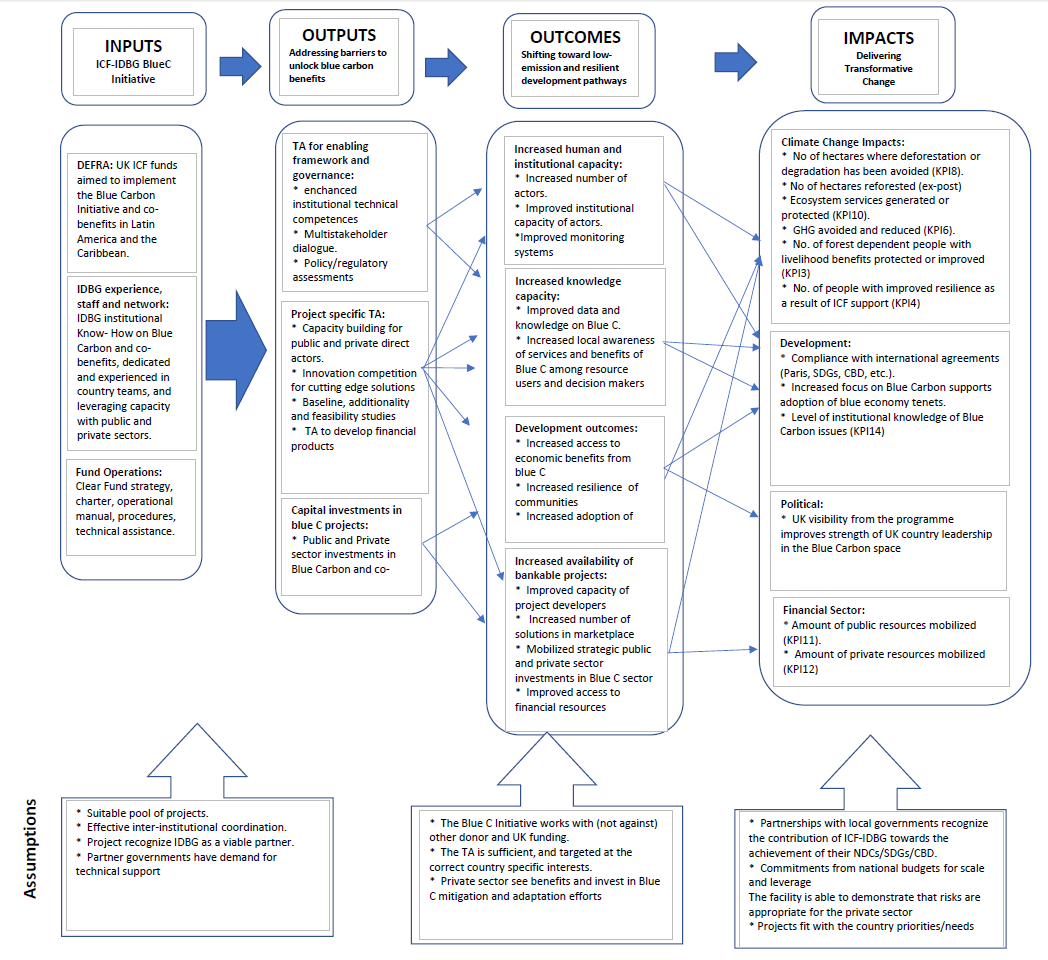 INPUTS
ICF-IDBG BlueC
Initiative
OUTPUTS
Addressing barriers to
unlock blue carbon
benefits
OUTCOMES
Shifting toward low-
emission and resilient
development pathways
IMPACTS
Delivering
Transformative
Change
DEFRA: UK ICF funds
aimed to implement
the Blue Carbon
Initiative and co-
benefits in Latin
America and the
Caribbean.
IDBG experience,
staff and network:
IDBG institutional
Know- How on Blue
Carbon and co-
benefits, dedicated
and experienced in
country teams, and
leveraging capacity
with public and
private sectors.
Fund Operations:
Clear Fund strategy,
charter, operational
manual, procedures,
technical assistance.
TA for enabling
framework and
governance:
* enchanced
institutional technical
competences
* Multistakeholder
dialogue.
* Policy/regulatory
assessments
Project specific TA:
* Capacity building for
public and private direct
actors.
* Innovation competition
for cutting edge solutions
* Baseline, additionality
and feasibility studies
* TA to develop financial
products
Capital investments in
blue C projects:
* Public and Private
sector investments in
Blue Carbon and co-
Increased human and
institutional capacity:
* Increased number of
actors.
* Improved institutional
capacity of actors.
*Improved monitoring
systems
Increased knowledge
capacity:
* Improved data and
knowledge on Blue C.
* Increased local awareness
of services and benefits of
Blue C among resource
users and decision makers
Development outcomes:
* Increased access to
economic benefits from
blue C
* Increased resilience of
communities
* Increased adoption of
Increased availability of
bankable projects:
* Improved capacity of
project developers
* Increased number of
solutions in marketplace
* Mobilized strategic public
and private sector
investments in Blue C sector
* Improved access to
financial resources
Climate Change Impacts:
* No of hectares where deforestation or
degradation has been avoided (KPI8).
* No of hectares reforested (ex-post)
* Ecosystem services generated or
protected (KPI10).
* GHG avoided and reduced (KPI6).
* No. of forest dependent people with
livelihood benefits protected or improved
(KPI3)
* No. of people with improved resilience as
a result of ICF support (KPI4)
Development:
* Compliance with international agreements
(Paris, SDGs, CBD, etc.).
* Increased focus on Blue Carbon supports
adoption of blue economy tenets.
* Level of institutional knowledge of Blue
Carbon issues (KPI14)
Political:
* UK visibility from the programme
improves strength of UK country leadership
in the Blue Carbon space
Financial Sector:
* Amount of public resources mobilized
(KPI11).
* Amount of private resources mobilized
(KPI12)
Assumptions
* Suitable pool of projects.
* Effective inter-institutional coordination.
* Project recognize IDBG as a viable partner.
* Partner governments have demand for
technical support
* The Blue C Initiative works with (not against)
other donor and UK funding.
* The TA is sufficient, and targeted at the
correct country specific interests.
* Private sector see benefits and invest in Blue
C mitigation and adaptation efforts
* Partnerships with local governments recognize
the contribution of ICF-IDBG towards the
achievement of their NDCs/SDGs/CBD.
* Commitments from national budgets for scale
and leverage
The facility is able to demonstrate that risks are
appropriate for the private sector
* Projects fit with the country priorities/needs